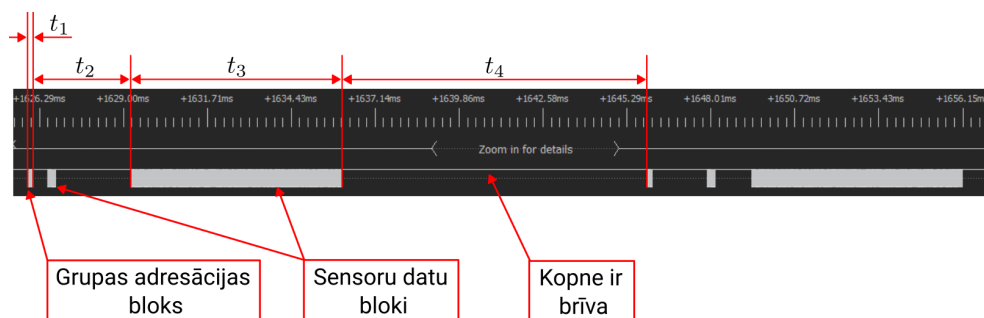 t₁
t₂ t₃ t₄
+1626.29ms +1629.00ms +1631.71ms +1634.43ms +1637.14ms +1639.86ms +1642.58ms +1645.29ms +1648.01ms +1650.72ms +1653.43ms +1656.15m
Zoom in for details
Grupas adresācijas
bloks
Sensoru datu
bloki
Kopne ir
brīva